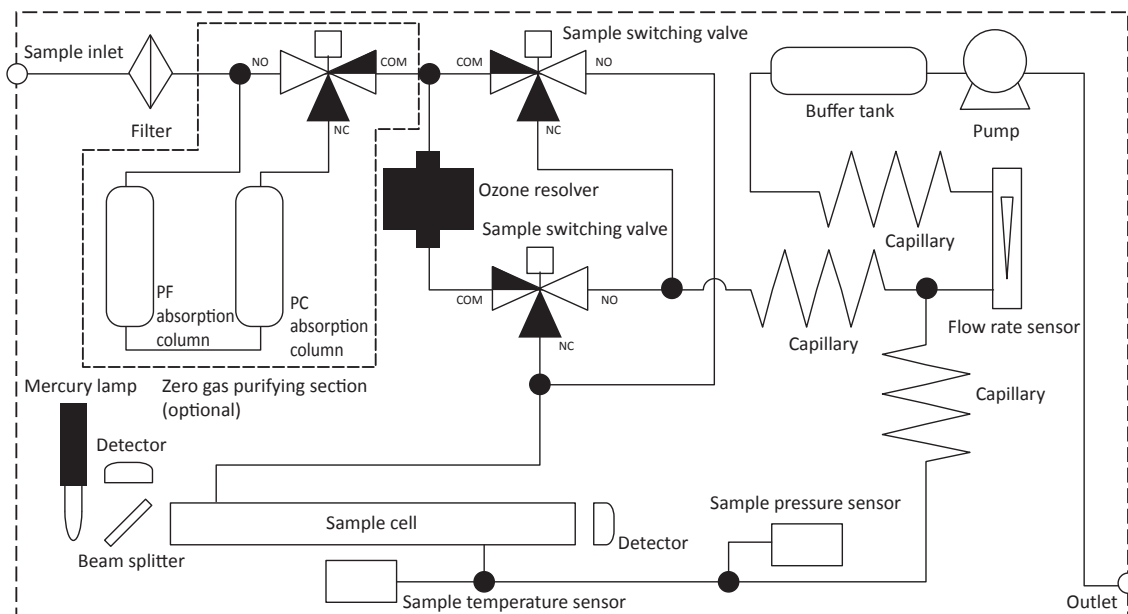 Sample inlet
Filter
NO
COM
NC
Sample switching valve
COM
NO
NC
Buffer tank
Pump
Ozone resolver
Sample switching valve
COM
NO
NC
Capillary
Capillary
Flow rate sensor
Capillary
PF
absorption
column
PC
absorption
column
Zero gas purifying section
(optional)
Mercury lamp
Detector
Beam splitter
Sample cell
Detector
Sample pressure sensor
Sample temperature sensor
Outlet